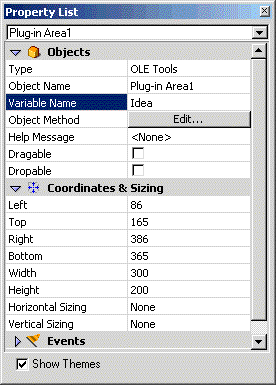 Property List
Plug-in Area1
Objects
Type OLE Tools
Object Name Plug-in Area1
Variable Name Idea
Object Method Edit...
Help Message <None>
Dragable
Dropable
Coordinates & Sizing
Left 86
Top 165
Right 386
Bottom 365
Width 300
Height 200
Horizontal Sizing None
Vertical Sizing None
Events
Show Themes